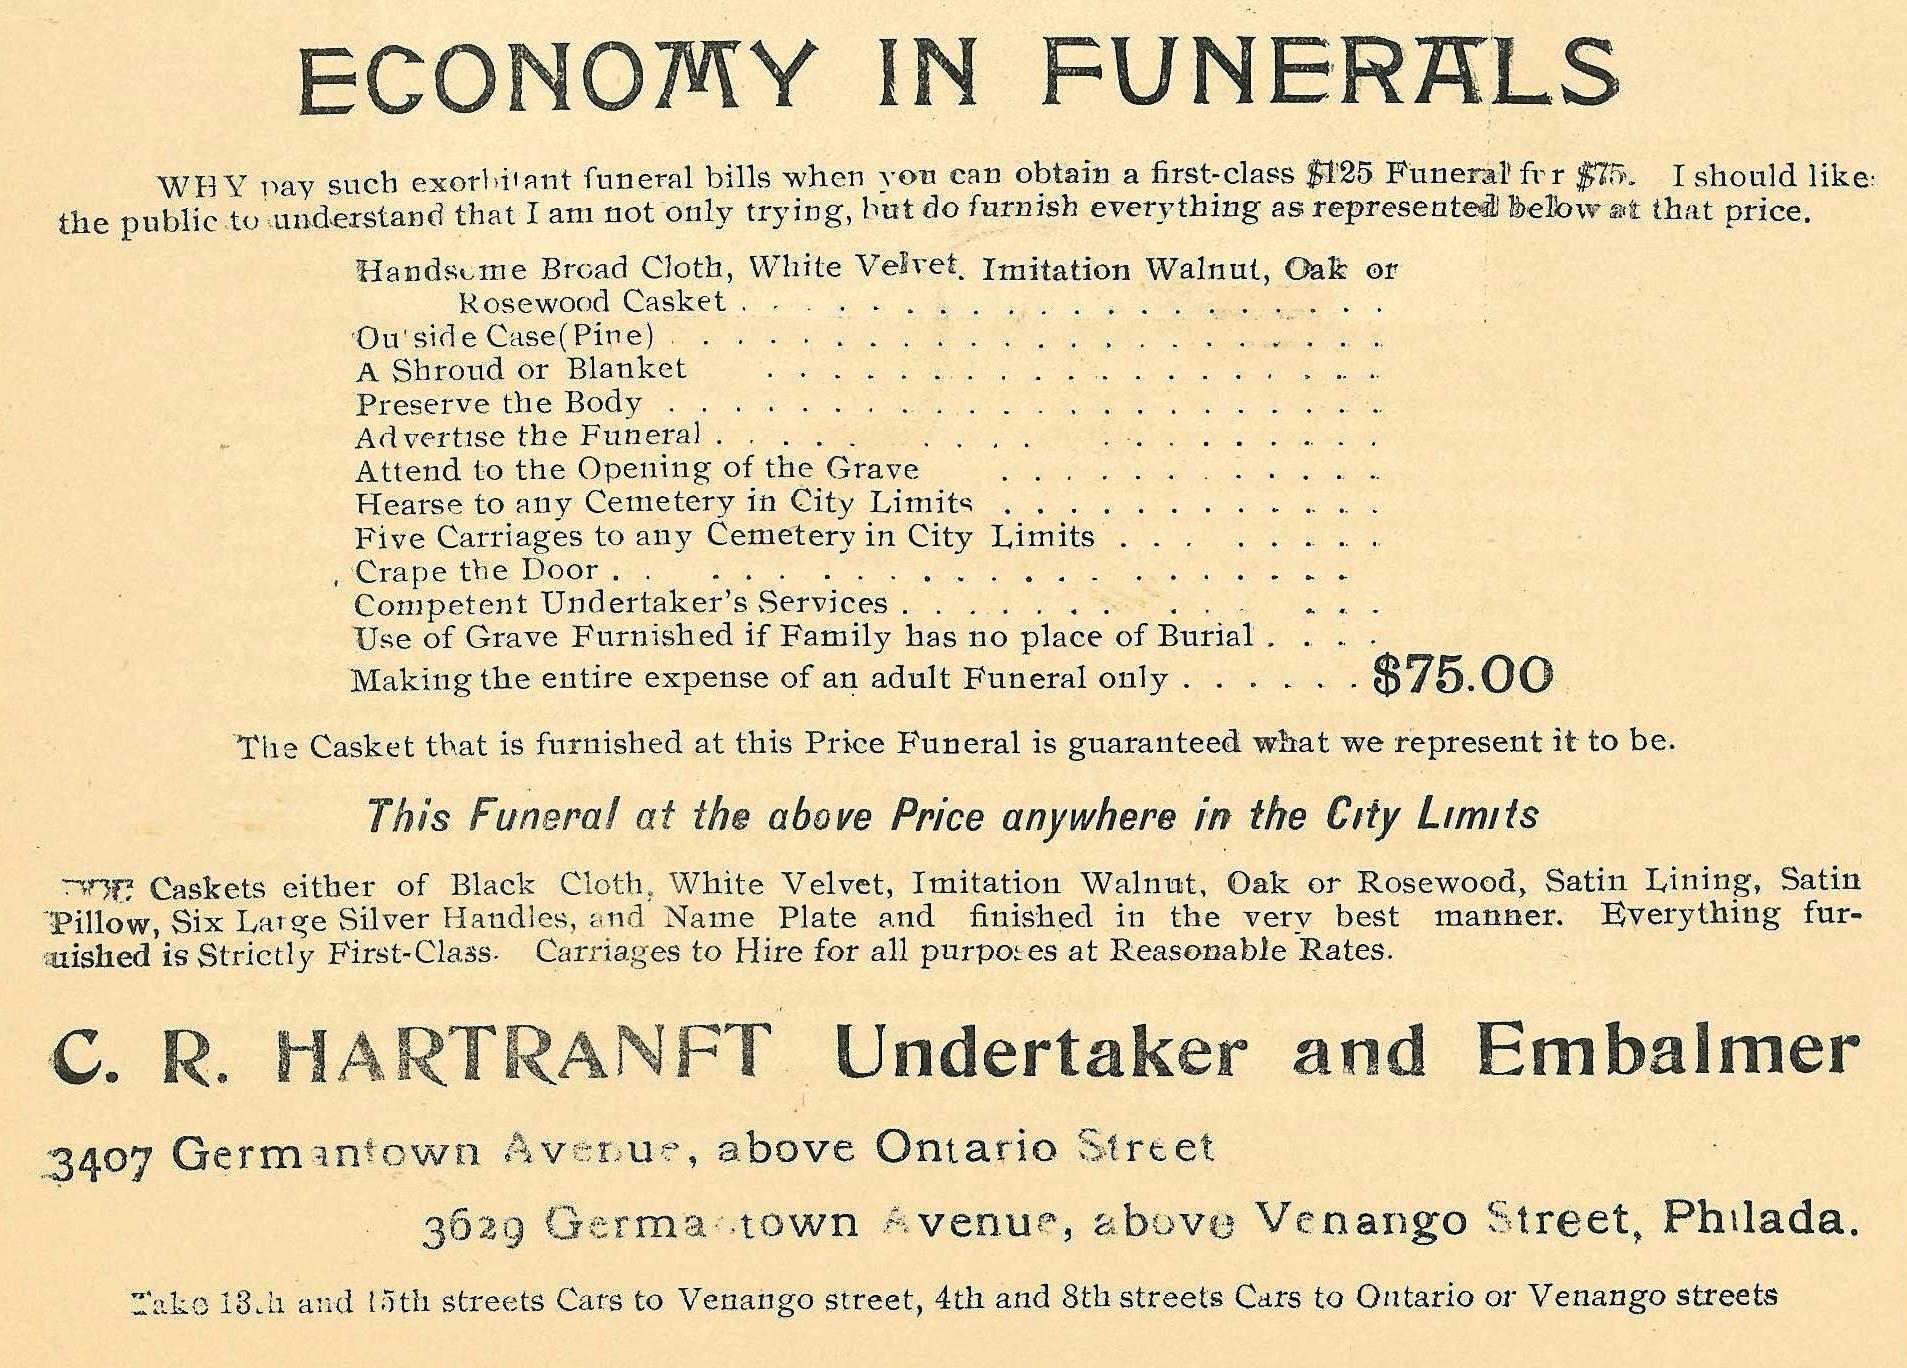 ECONOMY IN FUNERALS
WHY pay such exorbitant funeral bills when you can obtain a first-class $125 Funeral for $75. I should like
the public to understand that I am not only trying, but do furnish everything as represented below at that price.
Handsome Broad Cloth, White Velvet. Imitation Walnut, Oak or
Rosewood Casket . . . . . . . . . . . . . . . . . .
Outside Case(Pine) . . . . . . . . . . . . . . . . . . . .
A Shroud or Blanket . . . . . . . . . . . . . . . . . .
Preserve the Body . . . . . . . . . . . . . . . . . . . . .
Advertise the Funeral . . . . . . . . . . . . . . . . .
Attend to the Opening of the Grave . . . . . . . . . . . .
Hearse to any Cemetery in City Limits . . . . . . . . . . . .
Five Carriages to any Cemetery in City Limits . . . . . . . .
Crape the Door . . . . . . . . . . . . . . . . . . . .
Competent Undertaker's Services . . . . . . . . . . . .
Use of Grave Furnished if Family has no place of Burial . . . .
Making the entire expense of an adult Funeral only . . . . . . $75.00
The Casket that is furnished at this Price Funeral is guaranteed what we represent it to be.
This Funeral at the above Price anywhere in the City Limits
Caskets either of Black Cloth, White Velvet, Imitation Walnut, Oak or Rosewood, Satin Lining, Satin
Pillow, Six Large Silver Handles, and Name Plate and finished in the very best manner. Everything fur-
nished is Strictly First-Class. Carriages to Hire for all purposes at Reasonable Rates.
C. R. HARTRANFT Undertaker and Embalmer
3407 Germantown Avenue, above Ontario Street
3629 Germantown Avenue, above Venango Street, Philada.
Take 13th and 15th streets Cars to Venango street, 4th and 8th streets Cars to Ontario or Venango streets